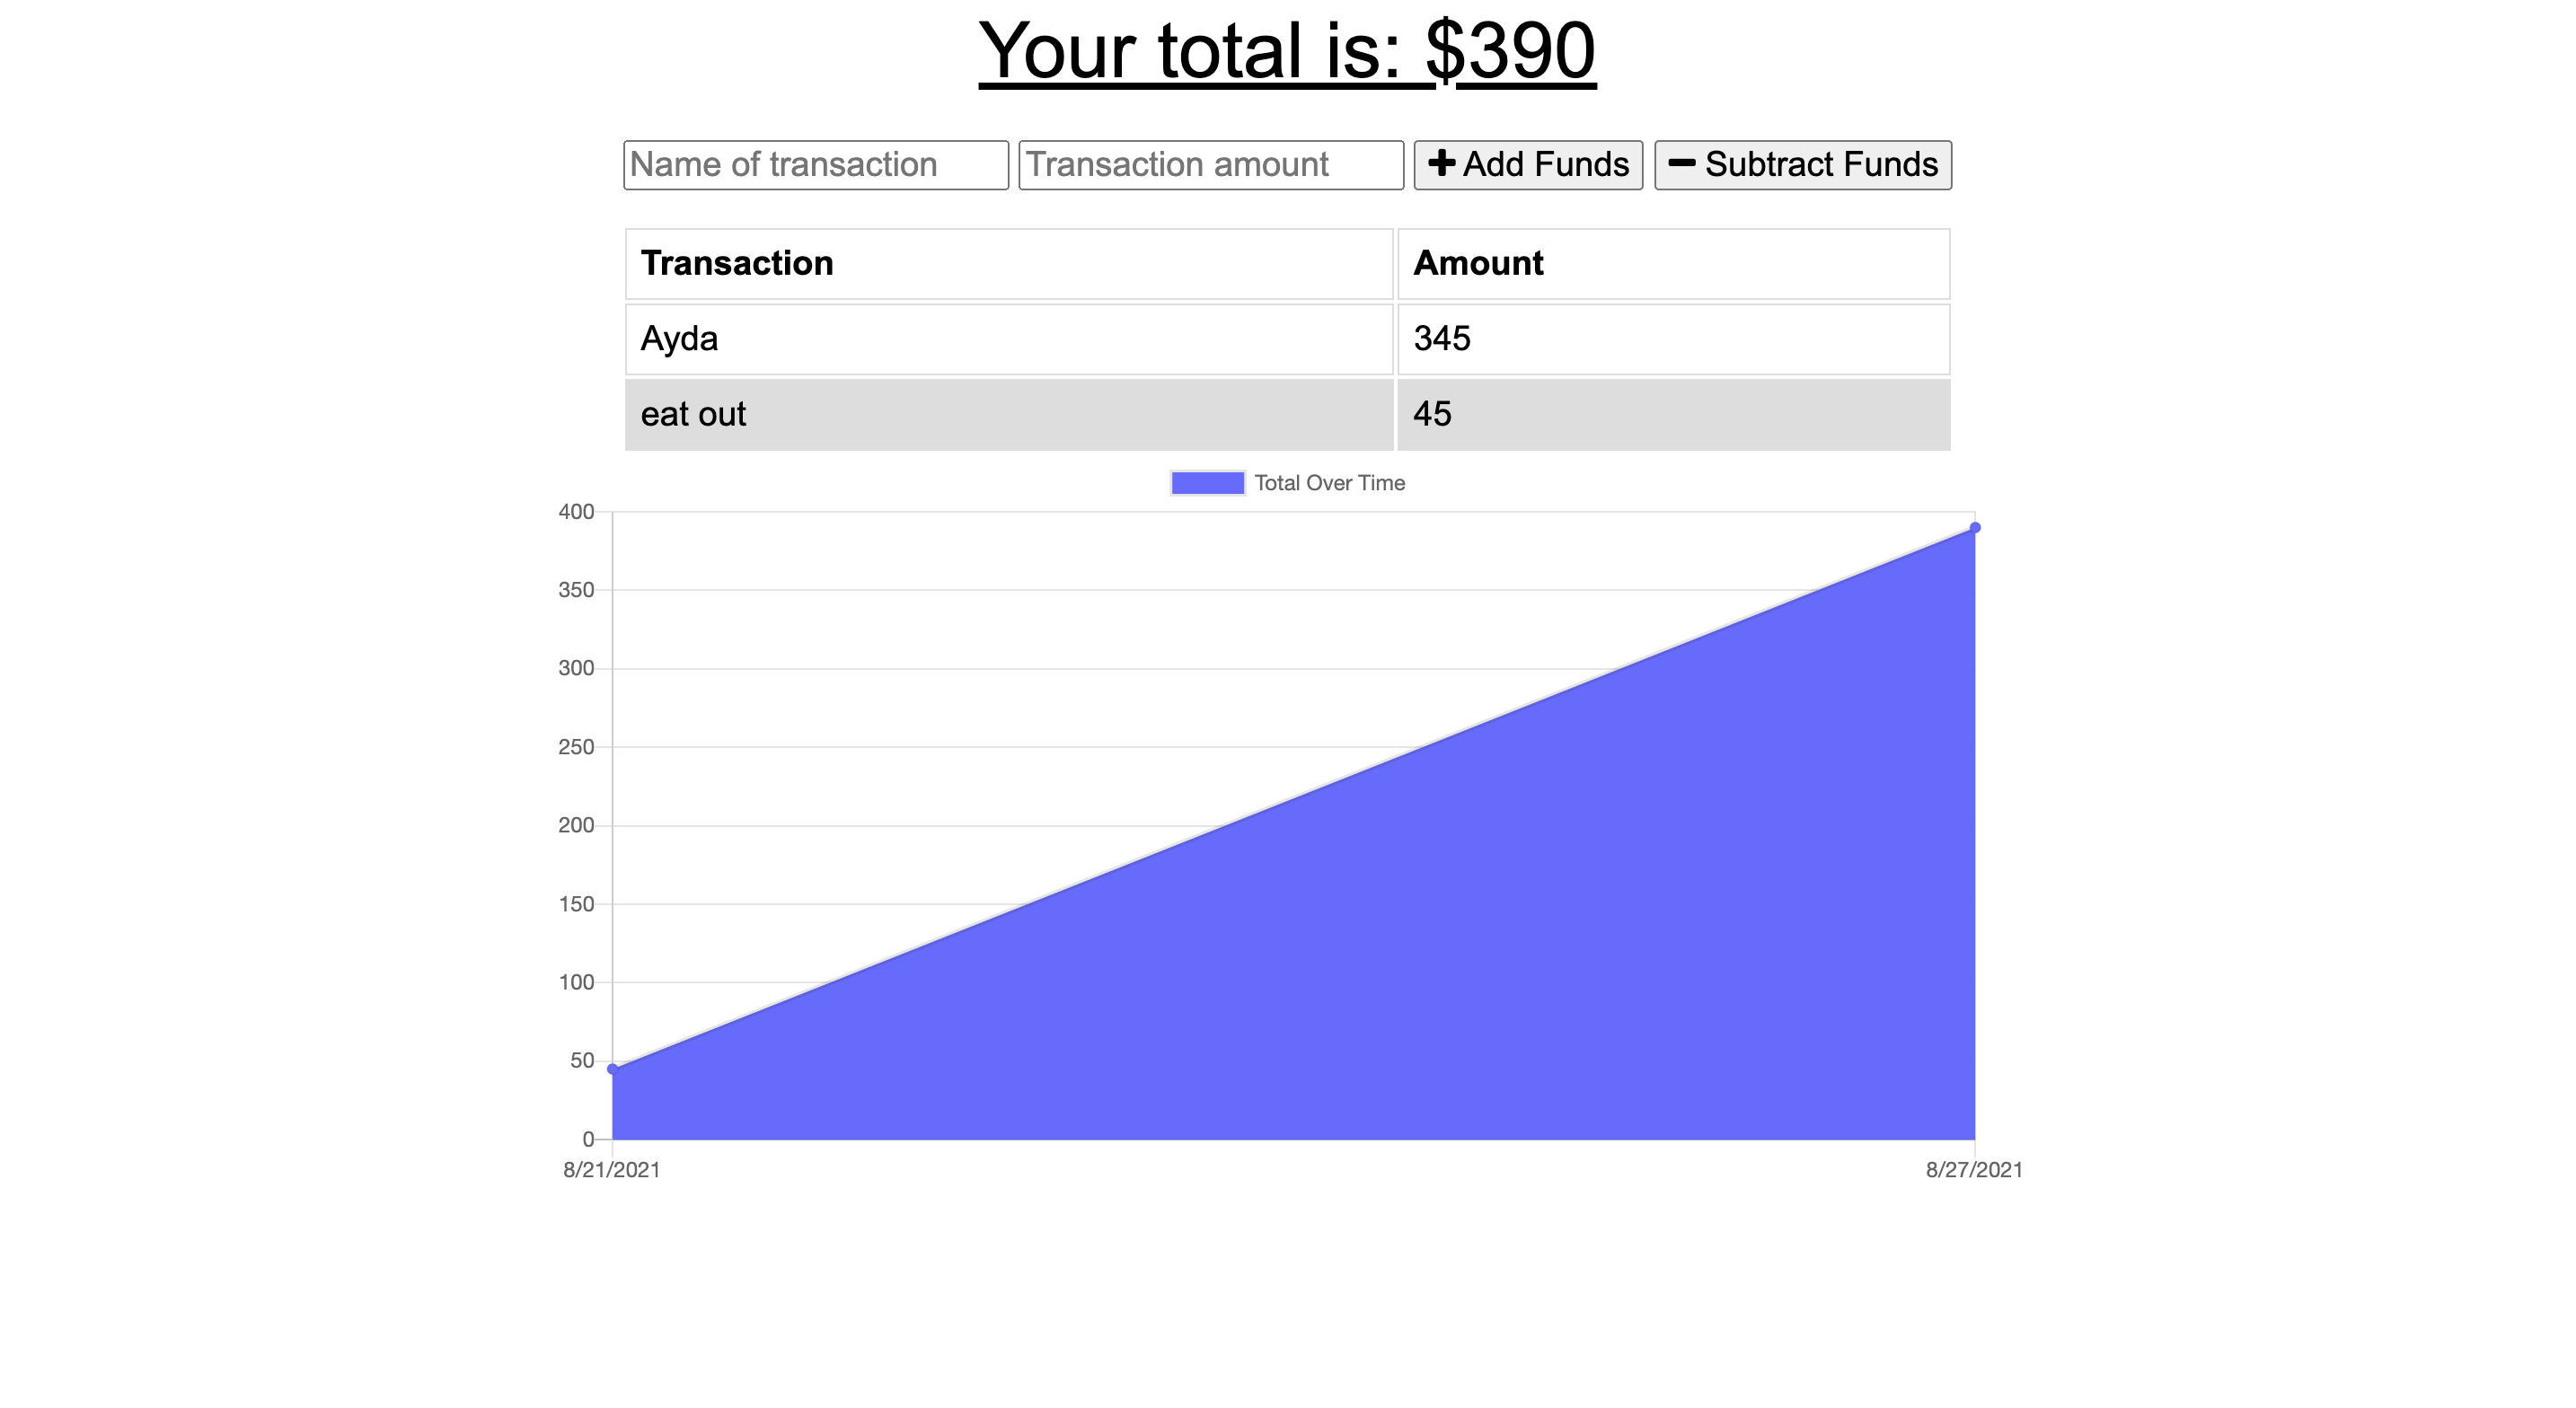 Your total is: $390
Name of transaction Transaction amount Add Funds Subtract Funds
Transaction Amount
Ayda 345
eat out 45
Total Over Time
400
350
300
250
200
150
100
50
0
8/21/2021 8/27/2021